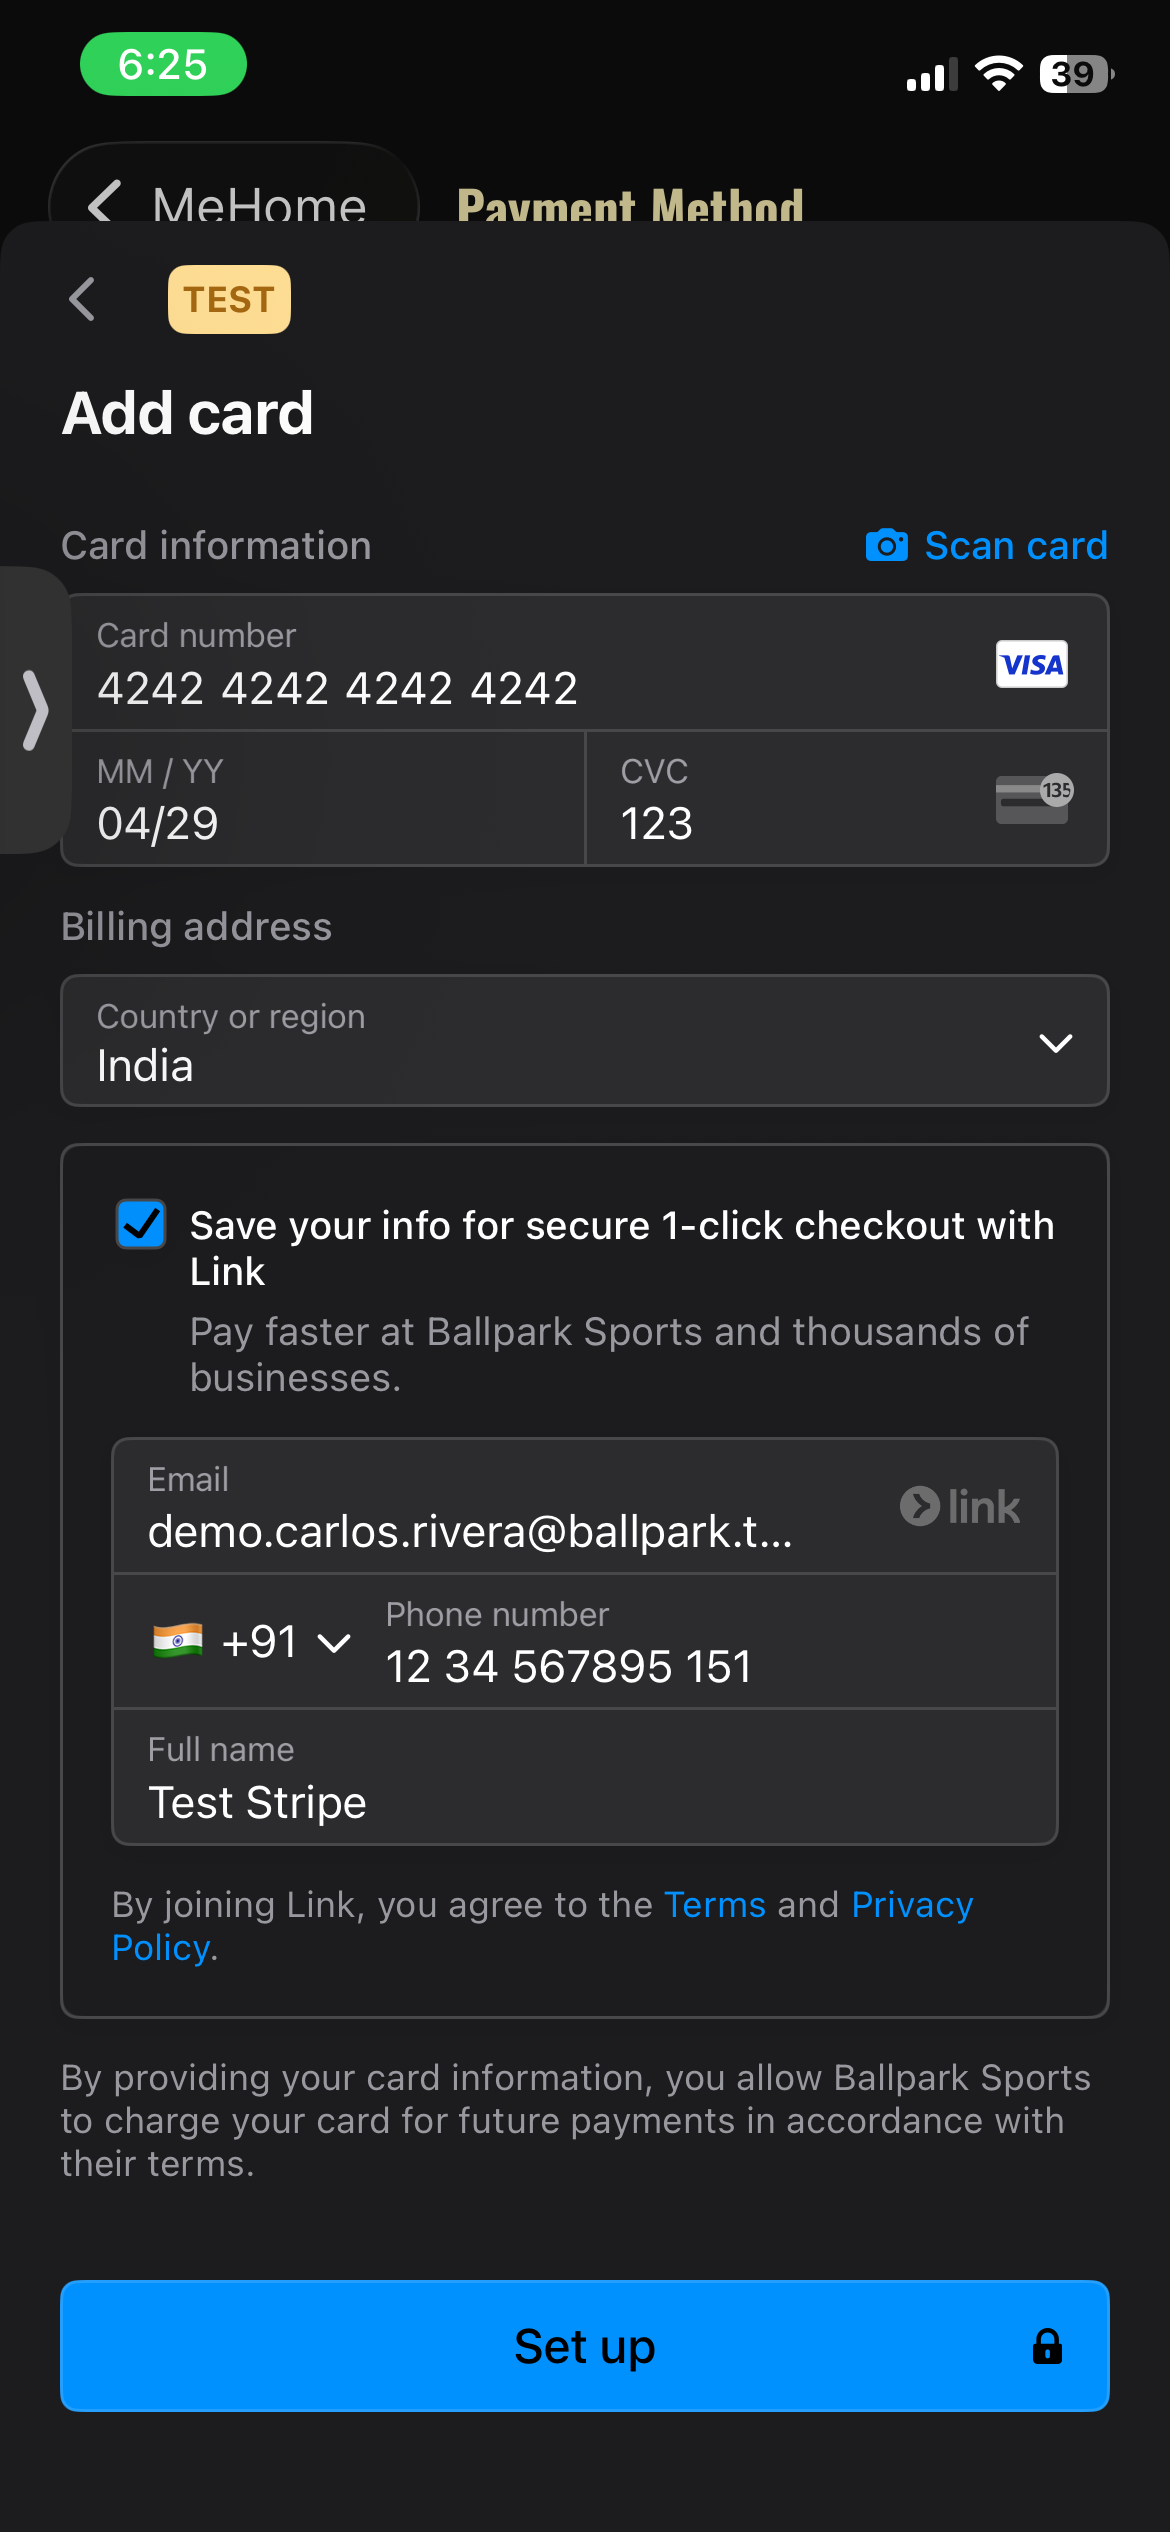 6:25
39
MeHome
Payment Method
TEST
Add card
Card information
Scan card
Card number
4242 4242 4242 4242
VISA
MM / YY
04/29
CVC
123
135
Billing address
Country or region
India
Save your info for secure 1-click checkout with
Link
Pay faster at Ballpark Sports and thousands of
businesses.
Email
demo.carlos.rivera@ballpark.t...
link
+91
Phone number
12 34 567895 151
Full name
Test Stripe
By joining Link, you agree to the Terms and Privacy
Policy.
By providing your card information, you allow Ballpark Sports
to charge your card for future payments in accordance with
their terms.
Set up